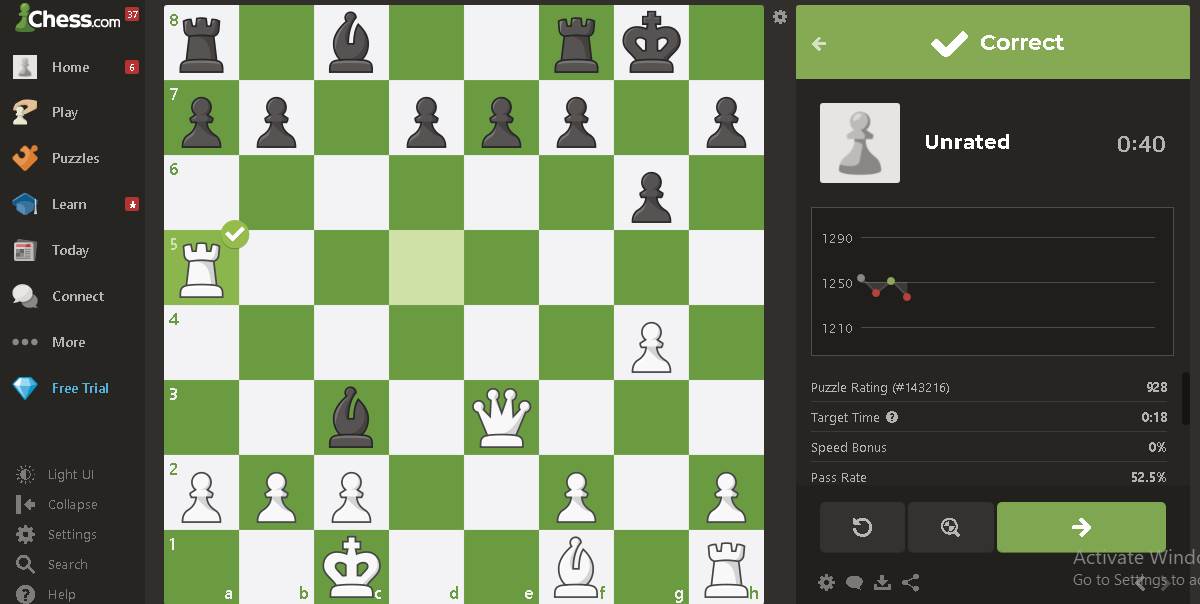 Chess.com 37
Home 6
Play
Puzzles
Learn
Today
Connect
More
Free Trial
Light UI
Collapse
Settings
Search
Help
8
7
6
5
4
3
2
1
a b c d e f g h
Correct
Unrated 0:40
1290
1250
1210
Puzzle Rating (#143216) 928
Target Time ? 0:18
Speed Bonus 0%
Pass Rate 52.5%
Activate Windo
Go to Settings to ac